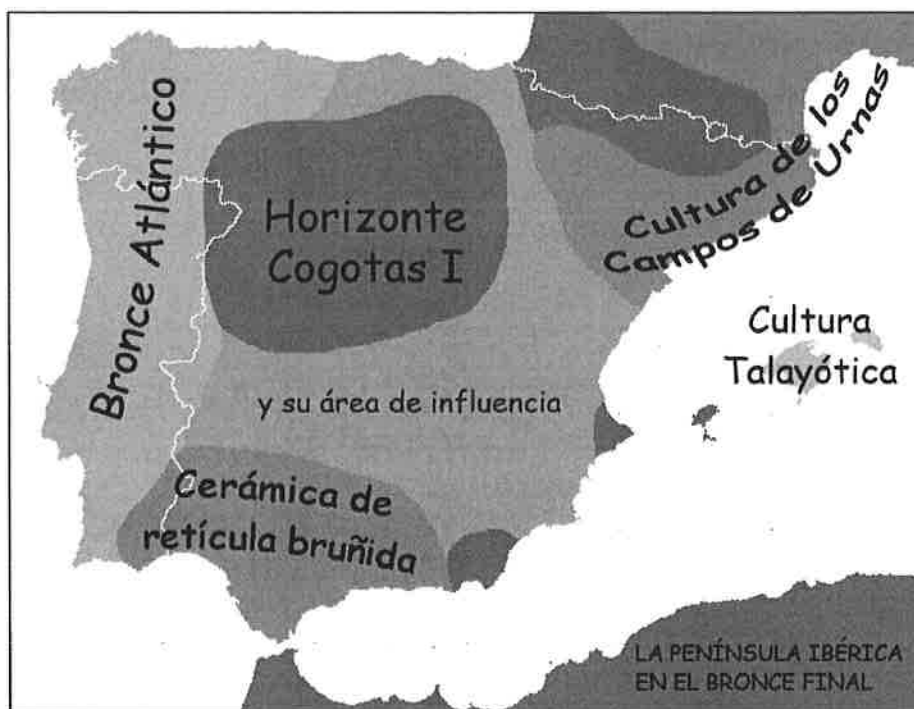 Bronce Atlántico
Horizonte
Cogotas I
y su área de influencia
Cultura de los
Campos de Urnas
Cultura
Talayótica
Cerámica de
retícula bruñida
LA PENÍNSULA IBÉRICA
EN EL BRONCE FINAL